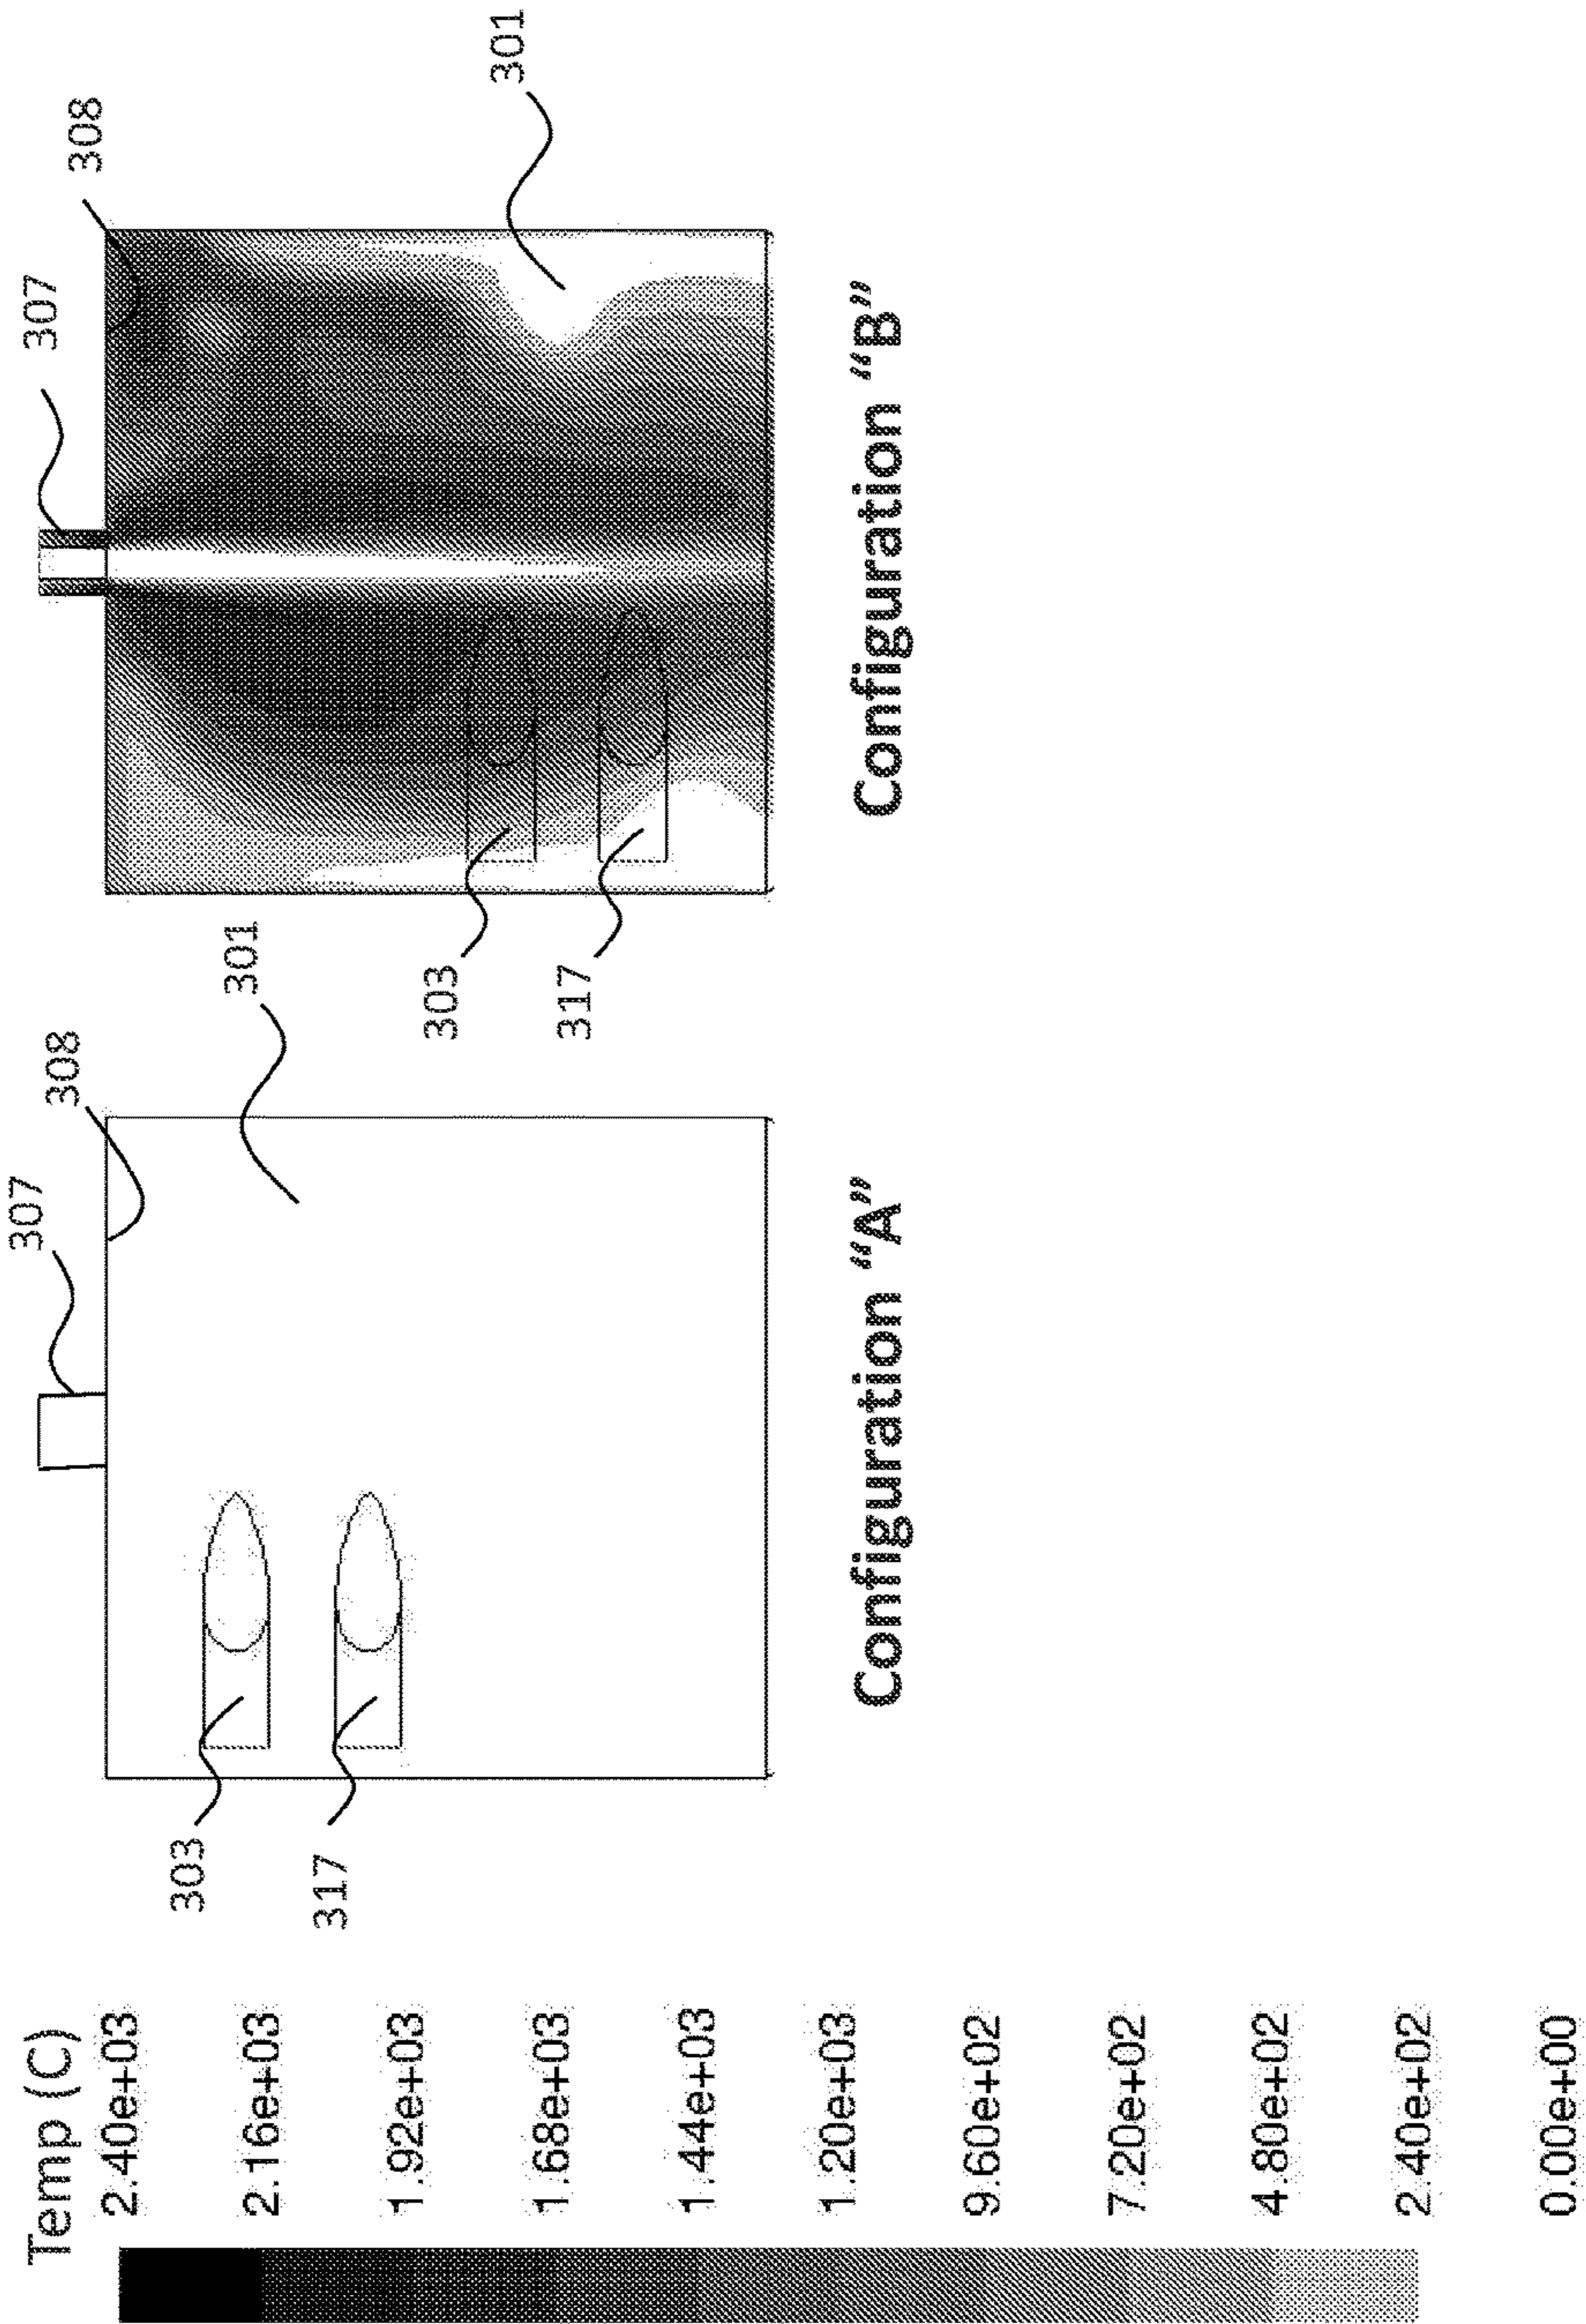 Temp (C)
2.40e+03
2.16e+03
1.92e+03
1.68e+03
1.44e+03
1.20e+03
9.60e+02
7.20e+02
4.80e+02
2.40e+02
0.00e+00
303
317
307
308
301
Configuration “A”
303
317
307
308
301
Configuration “B”